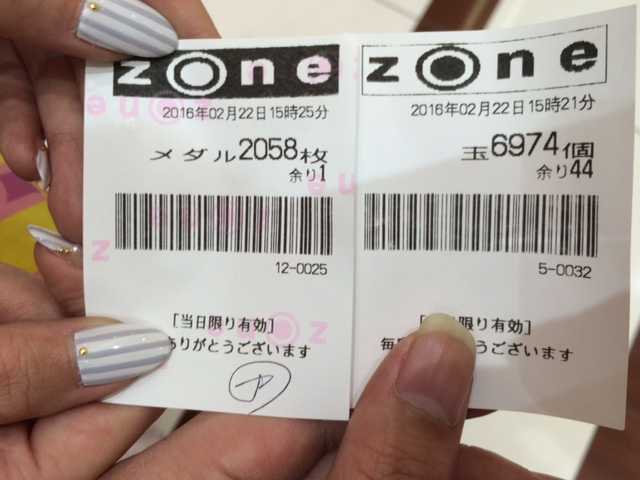 zone
2016年02月22日15時25分
メダル2058枚
余り1
12-0025
[当日限り有効]
ありがとうございます
zone
2016年02月22日15時21分
玉6974個
余り44
5-0032
限り有効]
うございます